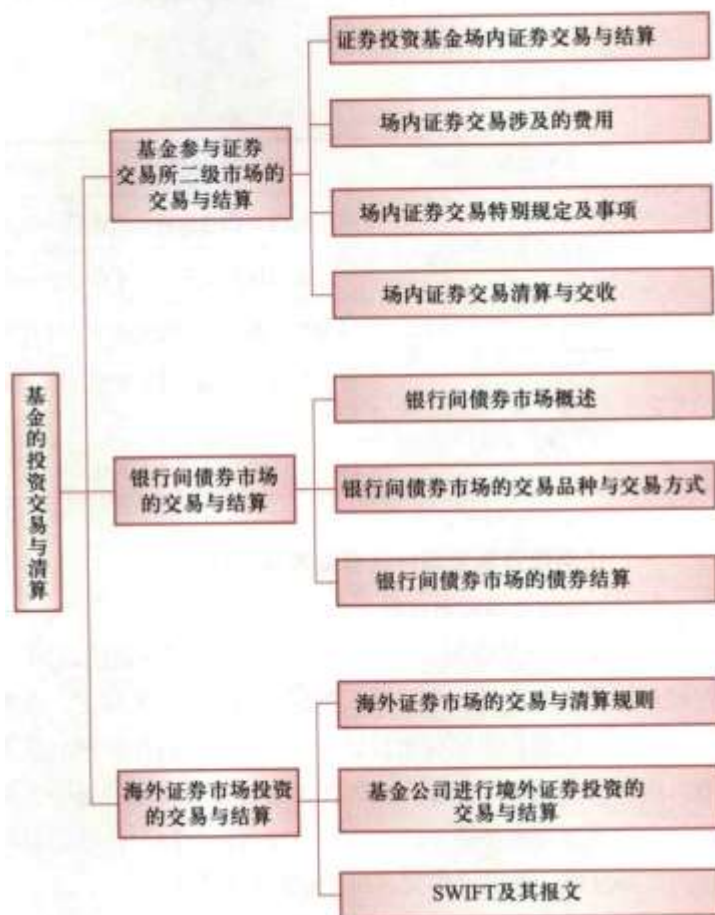 基金的投资交易与清算
基金参与证券
交易所二级市场的
交易与结算
证券投资基金场内证券交易与结算
场内证券交易涉及的费用
场内证券交易特别规定及事项
场内证券交易清算与交收
银行间债券市场
的交易与结算
银行间债券市场概述
银行间债券市场的交易品种与交易方式
银行间债券市场的债券结算
海外证券市场投资
的交易与结算
海外证券市场的交易与清算规则
基金公司进行境外证券投资的
交易与结算
SWIFT及其报文